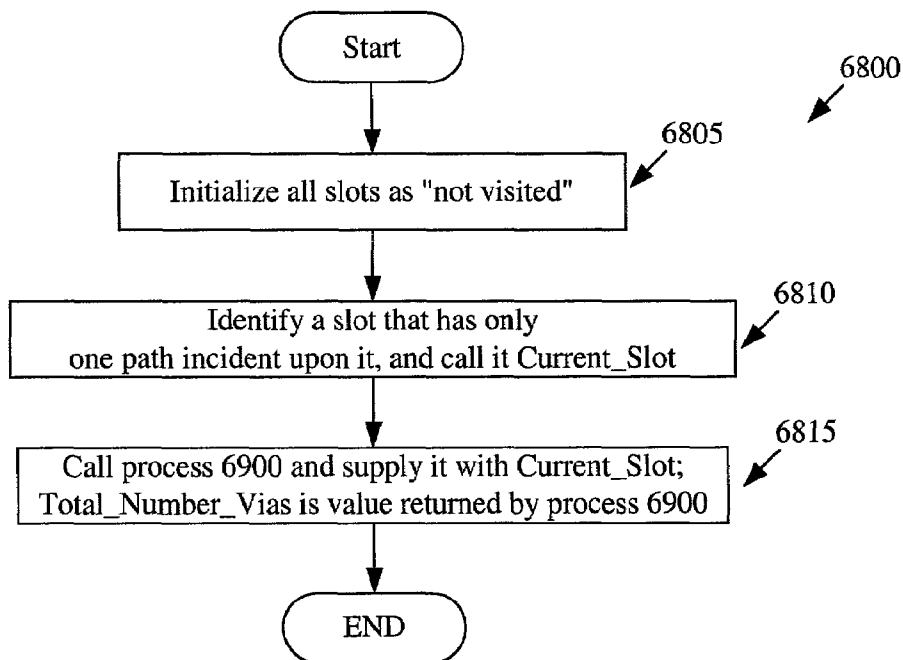 Start
6800
6805
Initialize all slots as "not visited"
6810
Identify a slot that has only
one path incident upon it, and call it Current_Slot
6815
Call process 6900 and supply it with Current_Slot;
Total_Number_Vias is value returned by process 6900
END